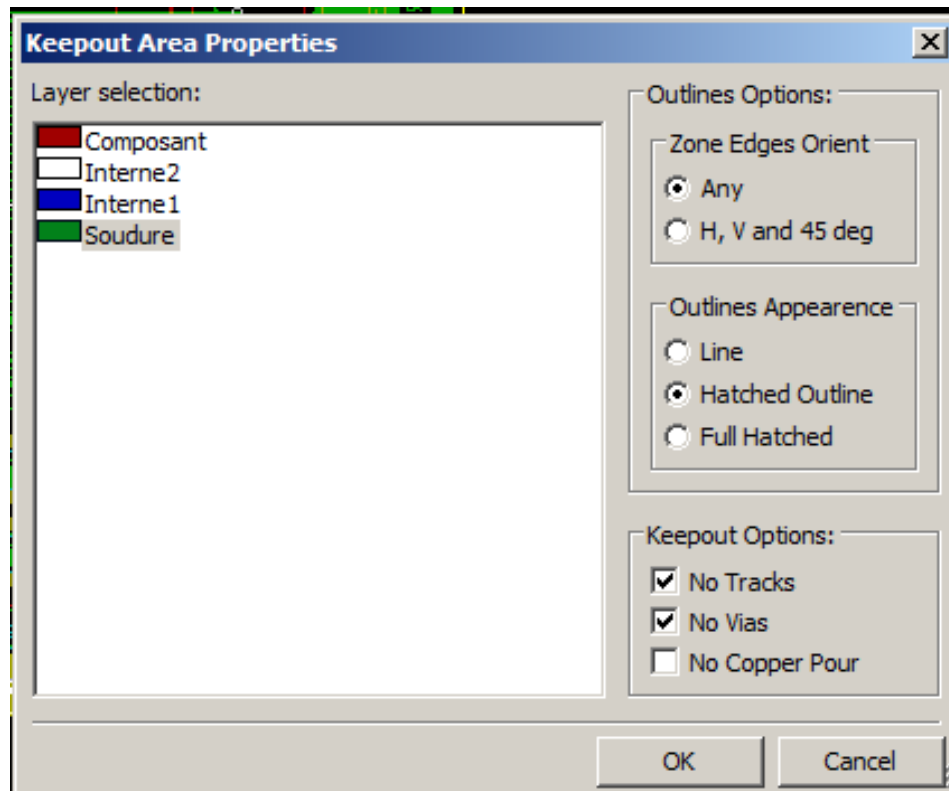 Keepout Area Properties
Layer selection:
Composant
Interne2
Interne1
Soudure
Outlines Options:
Zone Edges Orient
Any
H, V and 45 deg
Outlines Appearence
Line
Hatched Outline
Full Hatched
Keepout Options:
No Tracks
No Vias
No Copper Pour
OK
Cancel